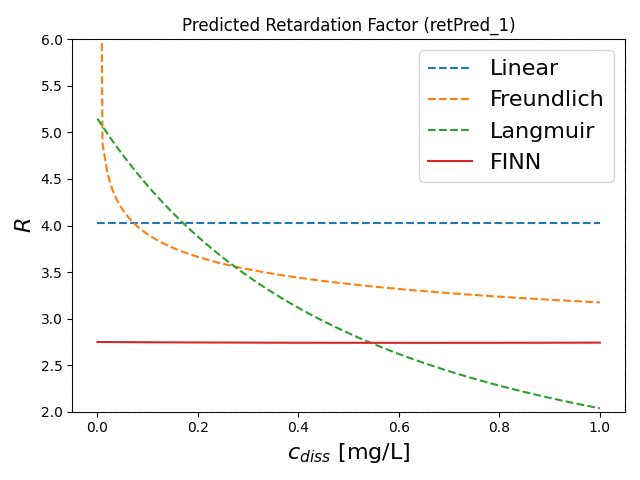 Predicted Retardation Factor (retPred_1)
6.0
5.5
5.0
4.5
4.0
3.5
3.0
2.5
2.0
R
Linear
Freundlich
Langmuir
FINN
0.0 0.2 0.4 0.6 0.8 1.0
c_diss [mg/L]